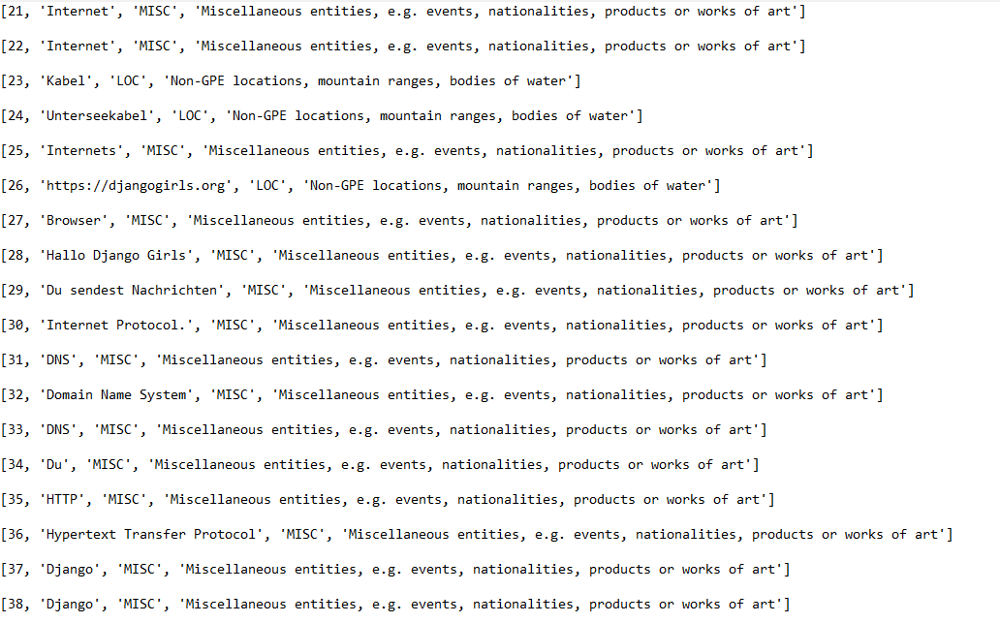 [21, 'Internet', 'MISC', 'Miscellaneous entities, e.g. events, nationalities, products or works of art']
[22, 'Internet', 'MISC', 'Miscellaneous entities, e.g. events, nationalities, products or works of art']
[23, 'Kabel', 'LOC', 'Non-GPE locations, mountain ranges, bodies of water']
[24, 'Unterseekabel', 'LOC', 'Non-GPE locations, mountain ranges, bodies of water']
[25, 'Internets', 'MISC', 'Miscellaneous entities, e.g. events, nationalities, products or works of art']
[26, 'https://djangogirls.org', 'LOC', 'Non-GPE locations, mountain ranges, bodies of water']
[27, 'Browser', 'MISC', 'Miscellaneous entities, e.g. events, nationalities, products or works of art']
[28, 'Hallo Django Girls', 'MISC', 'Miscellaneous entities, e.g. events, nationalities, products or works of art']
[29, 'Du sendest Nachrichten', 'MISC', 'Miscellaneous entities, e.g. events, nationalities, products or works of art']
[30, 'Internet Protocol.', 'MISC', 'Miscellaneous entities, e.g. events, nationalities, products or works of art']
[31, 'DNS', 'MISC', 'Miscellaneous entities, e.g. events, nationalities, products or works of art']
[32, 'Domain Name System', 'MISC', 'Miscellaneous entities, e.g. events, nationalities, products or works of art']
[33, 'DNS', 'MISC', 'Miscellaneous entities, e.g. events, nationalities, products or works of art']
[34, 'Du', 'MISC', 'Miscellaneous entities, e.g. events, nationalities, products or works of art']
[35, 'HTTP', 'MISC', 'Miscellaneous entities, e.g. events, nationalities, products or works of art']
[36, 'Hypertext Transfer Protocol', 'MISC', 'Miscellaneous entities, e.g. events, nationalities, products or works of art']
[37, 'Django', 'MISC', 'Miscellaneous entities, e.g. events, nationalities, products or works of art']
[38, 'Django', 'MISC', 'Miscellaneous entities, e.g. events, nationalities, products or works of art']